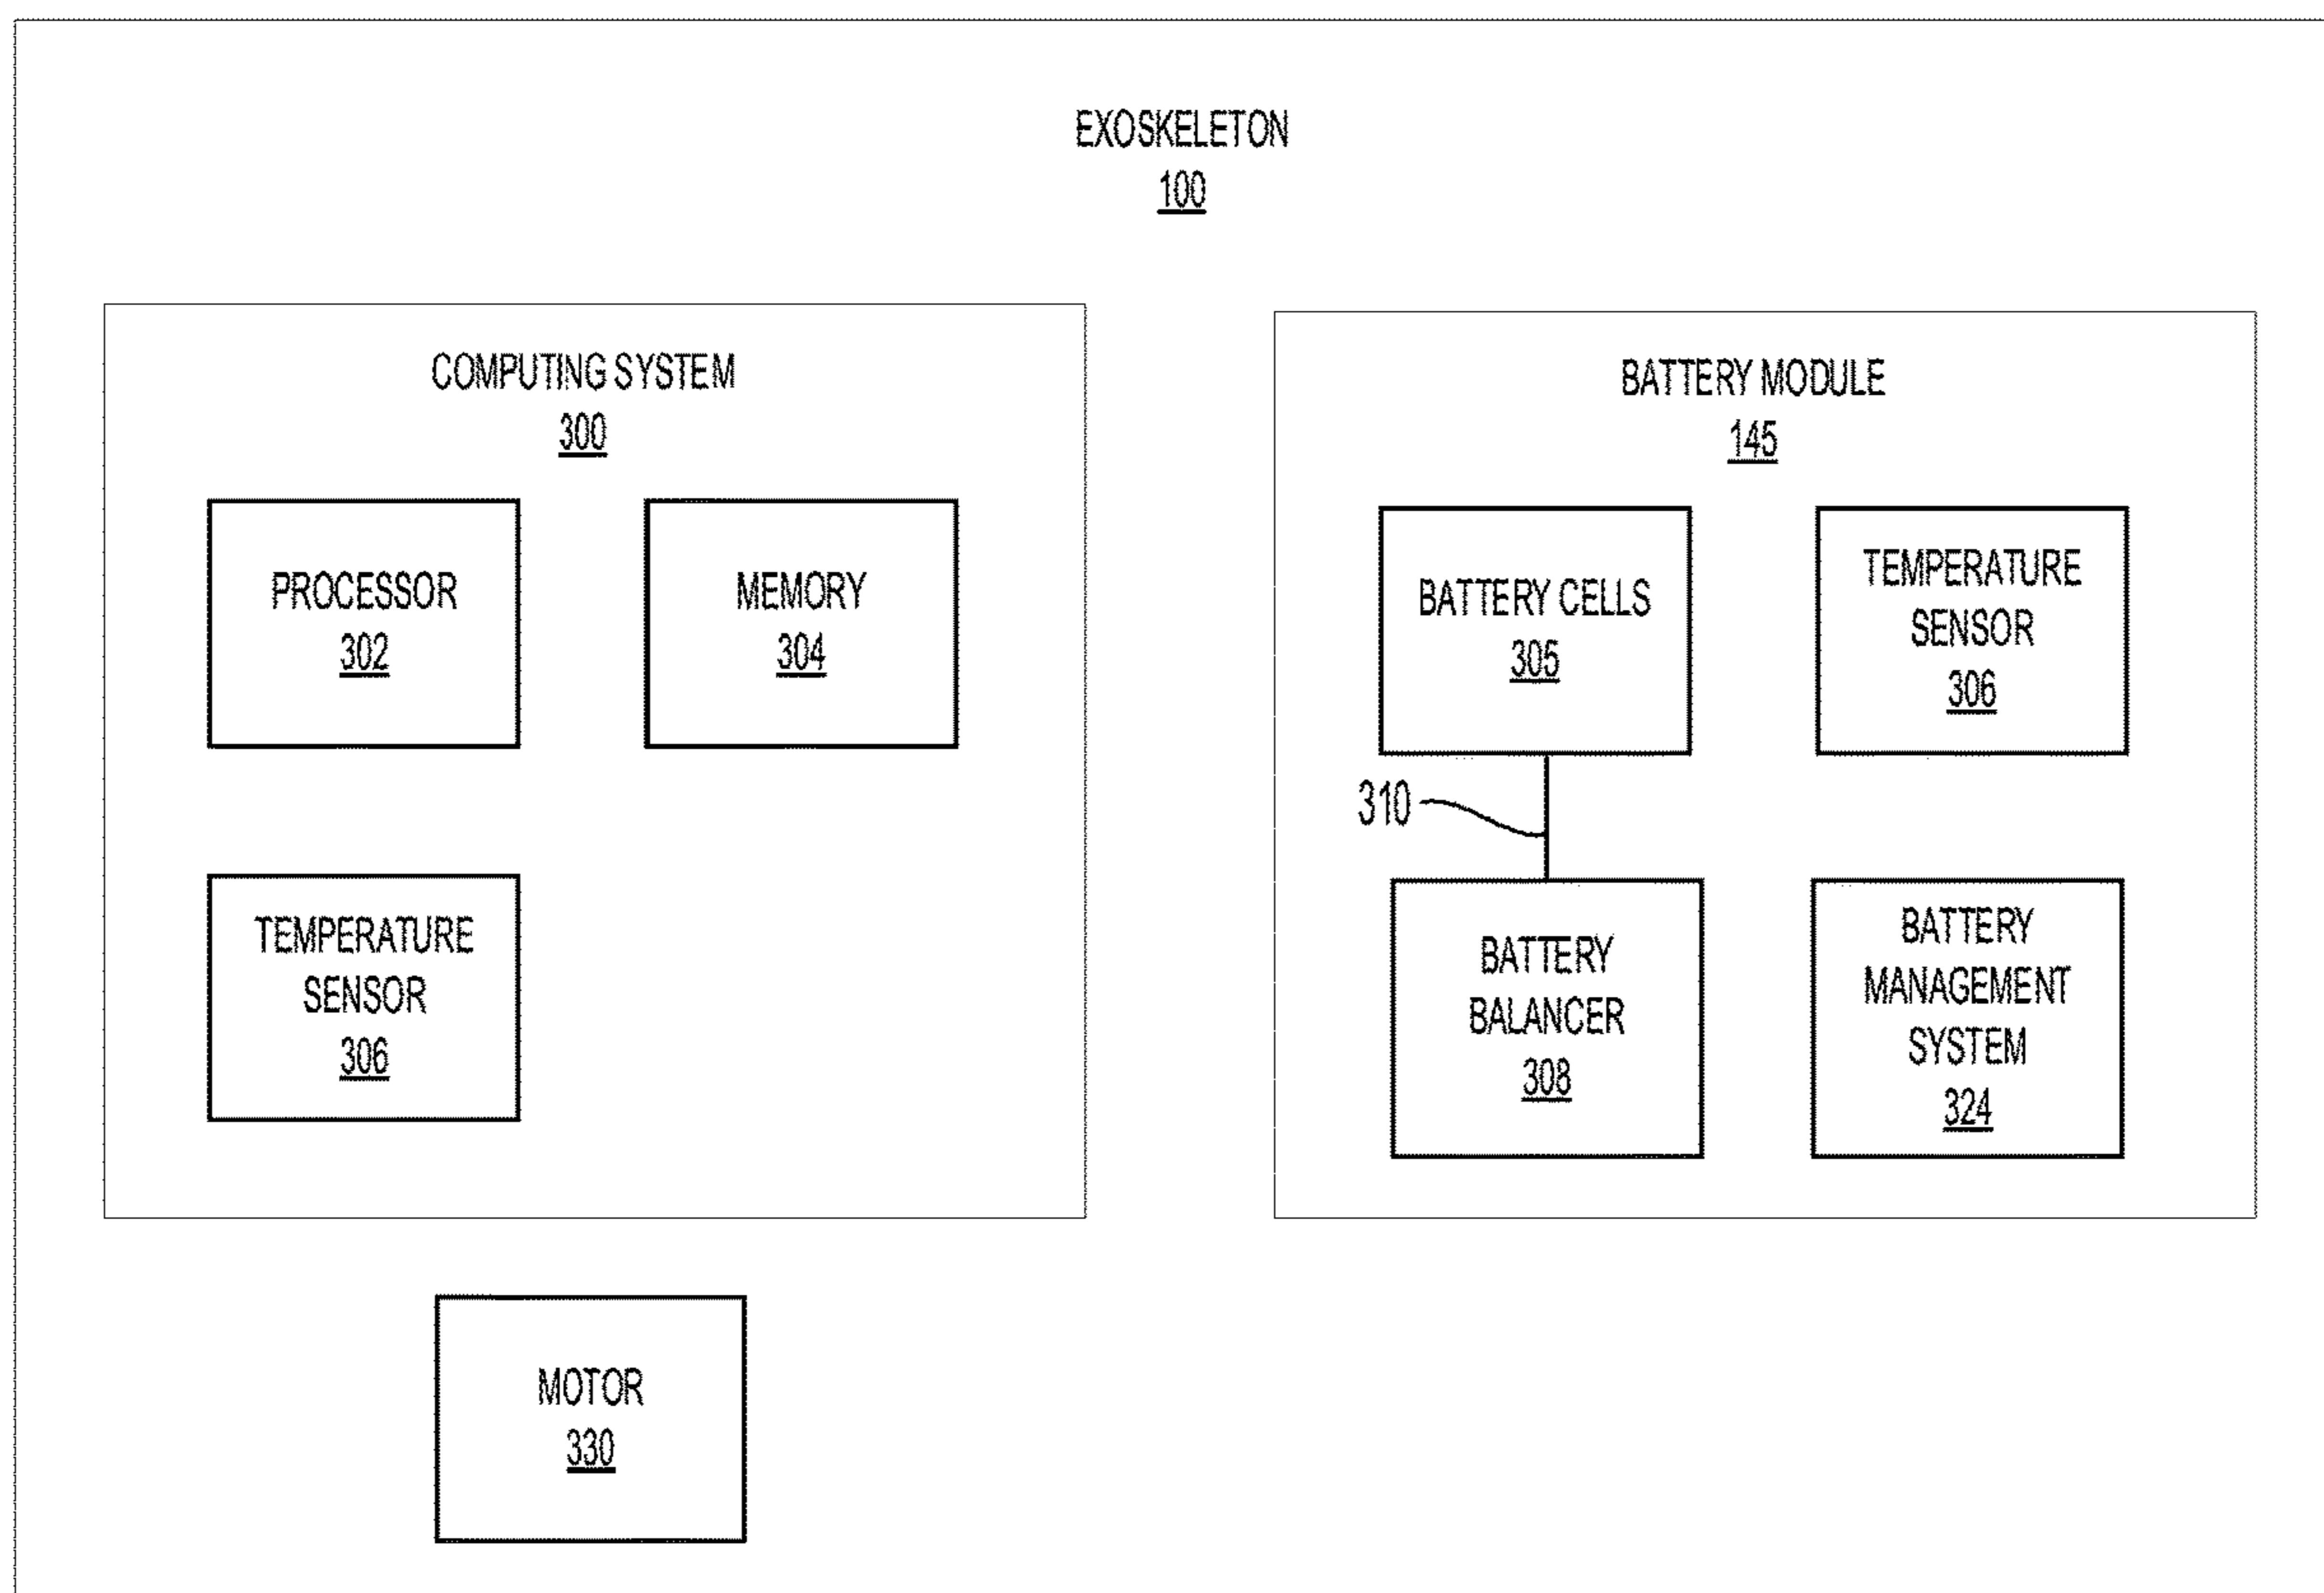 EXOSKELETON
100
COMPUTING SYSTEM
300
PROCESSOR
302
MEMORY
304
TEMPERATURE
SENSOR
306
BATTERY MODULE
145
BATTERY CELLS
305
TEMPERATURE
SENSOR
306
310
BATTERY
BALANCER
308
BATTERY
MANAGEMENT
SYSTEM
324
MOTOR
330